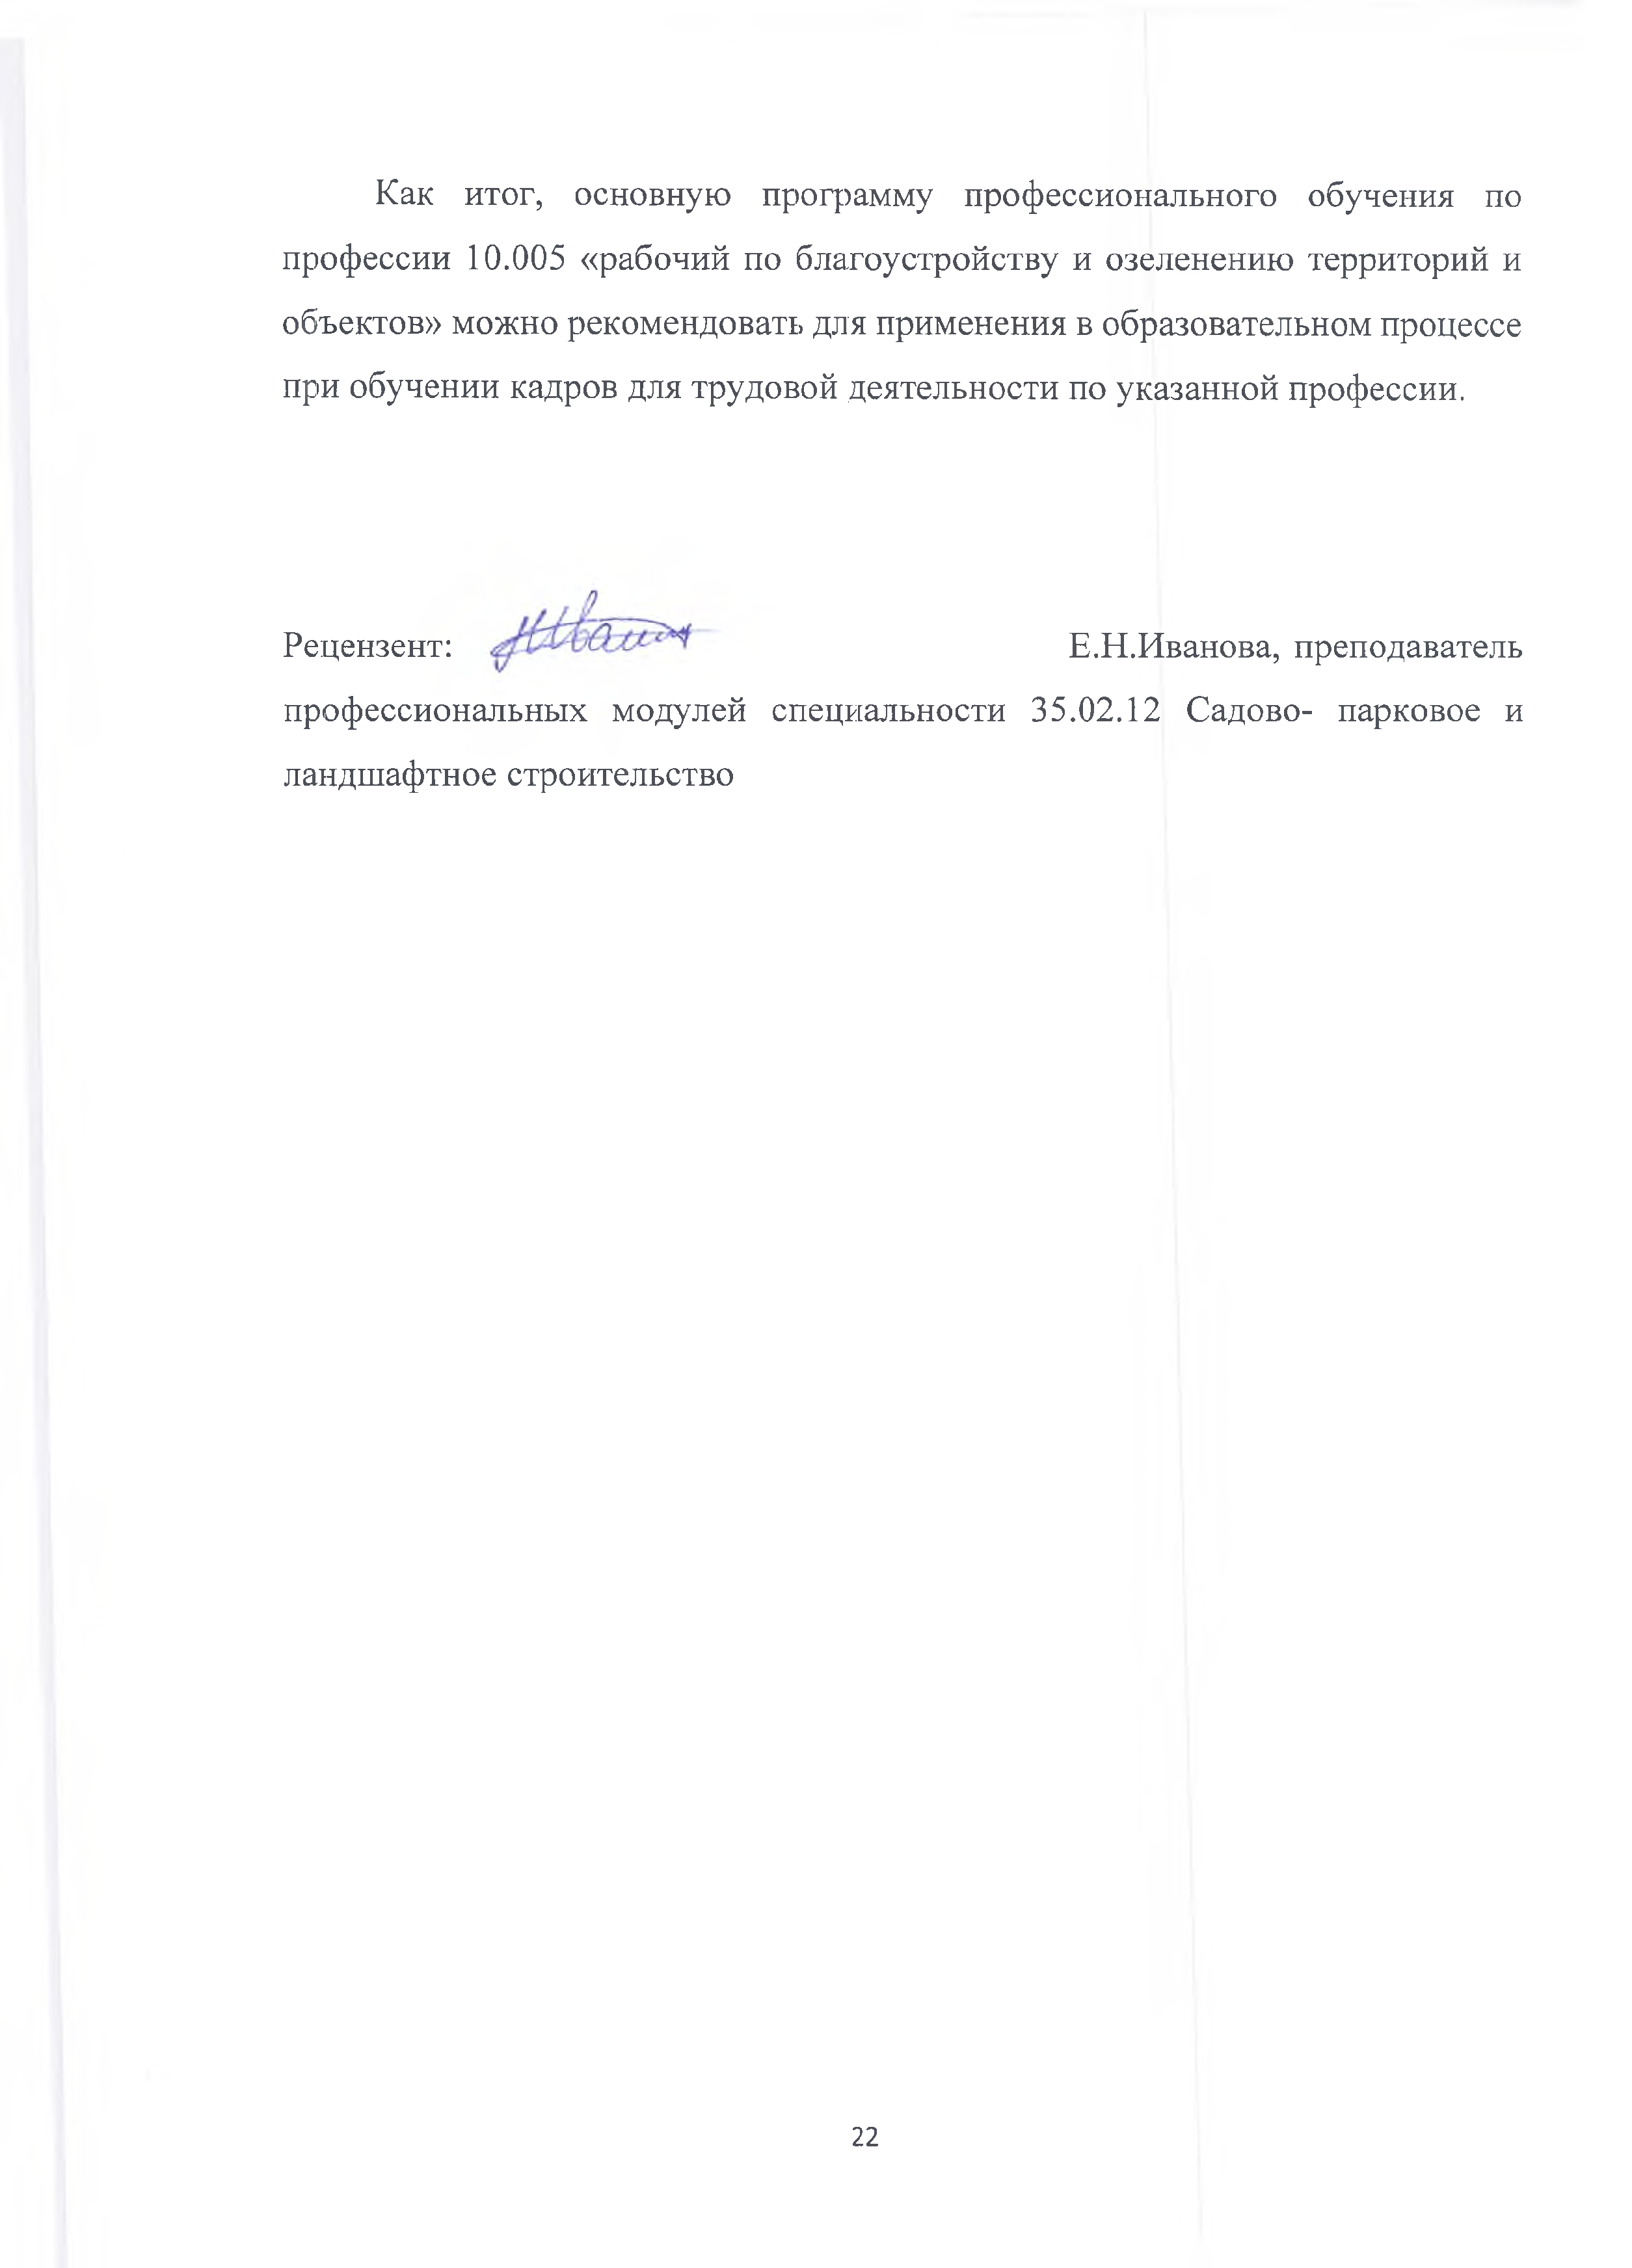 Как итог, основную программу профессионального обучения по
профессии 10.005 «рабочий по благоустройству и озеленению территорий и
объектов» можно рекомендовать для применения в образовательном процессе
при обучении кадров для трудовой деятельности по указанной профессии.
Рецензент: Е.Н.Иванова, преподаватель
профессиональных модулей специальности 35.02.12 Садово- парковое и
ландшафтное строительство
22